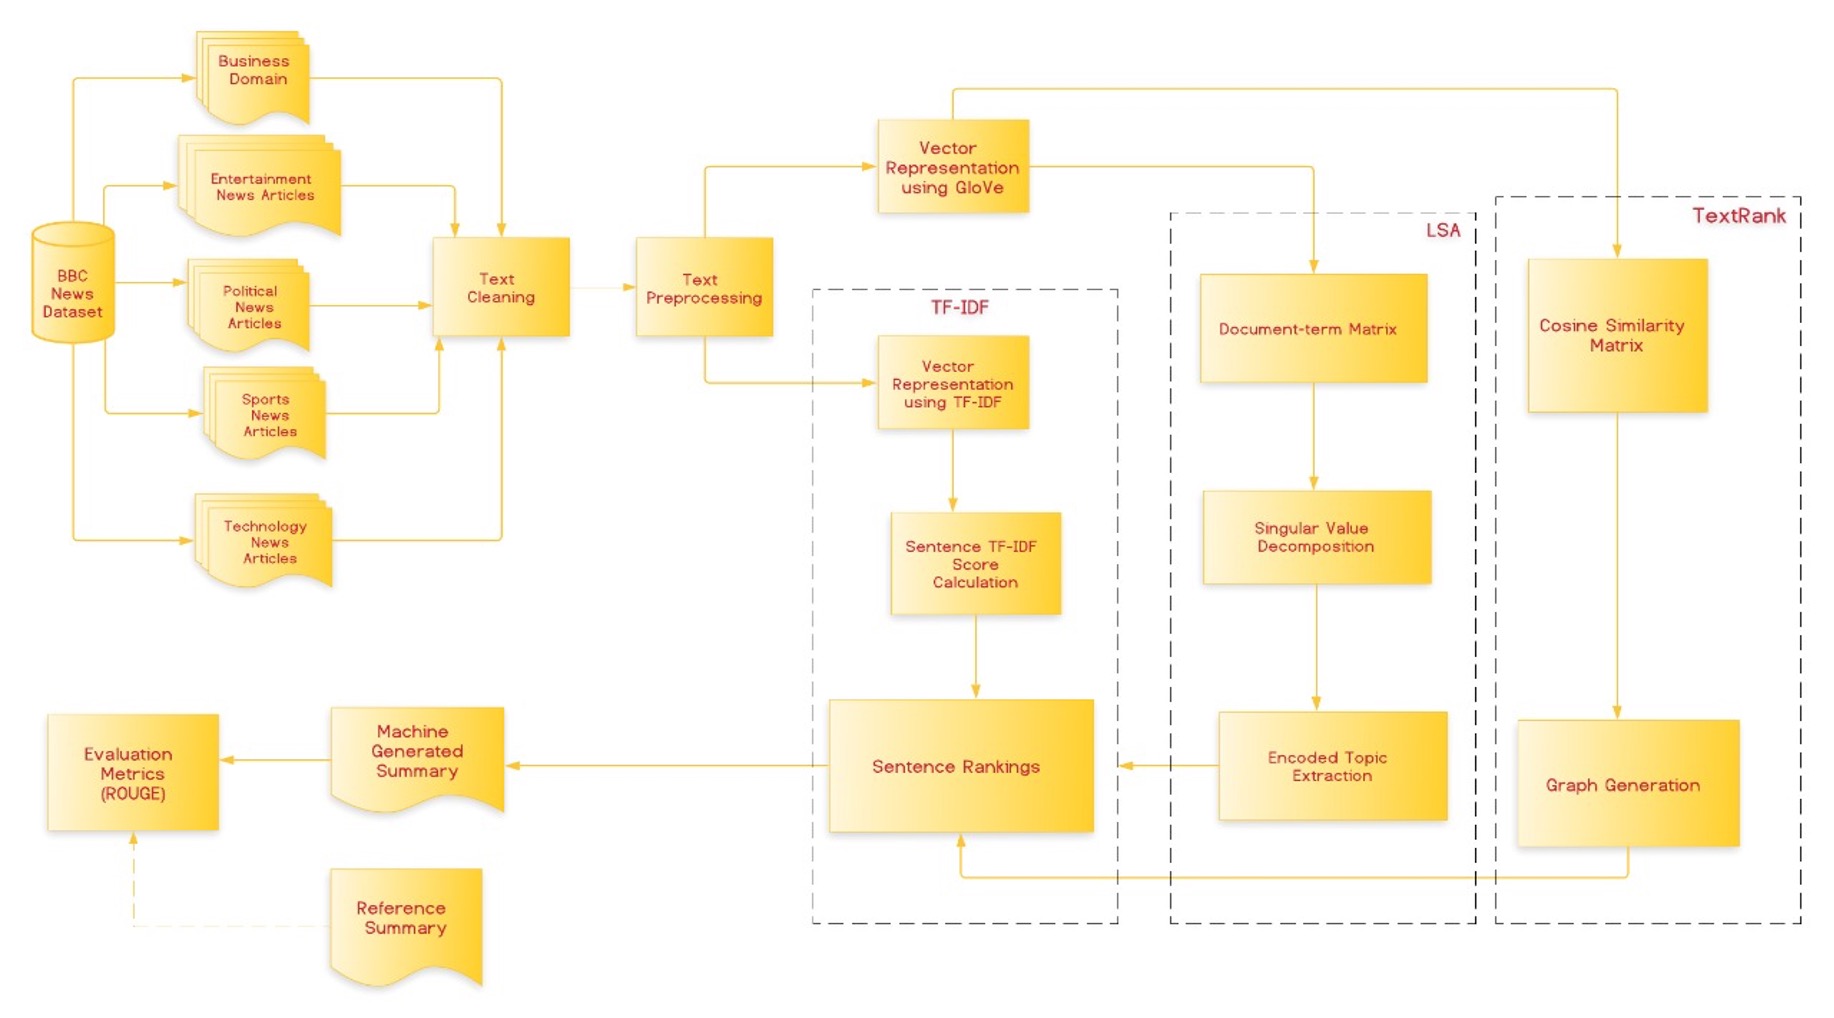 Business
Domain
Entertainment
News Articles
BBC
News
Dataset
Political
News
Articles
Sports
News
Articles
Technology
News
Articles
Text
Cleaning
Text
Preprocessing
Vector
Representation
using GloVe
TF-IDF
Vector
Representation
using TF-IDF
Sentence TF-IDF
Score
Calculation
Sentence Rankings
LSA
Document-term Matrix
Singular Value
Decomposition
Encoded Topic
Extraction
TextRank
Cosine Similarity
Matrix
Graph Generation
Machine
Generated
Summary
Evaluation
Metrics
(ROUGE)
Reference
Summary